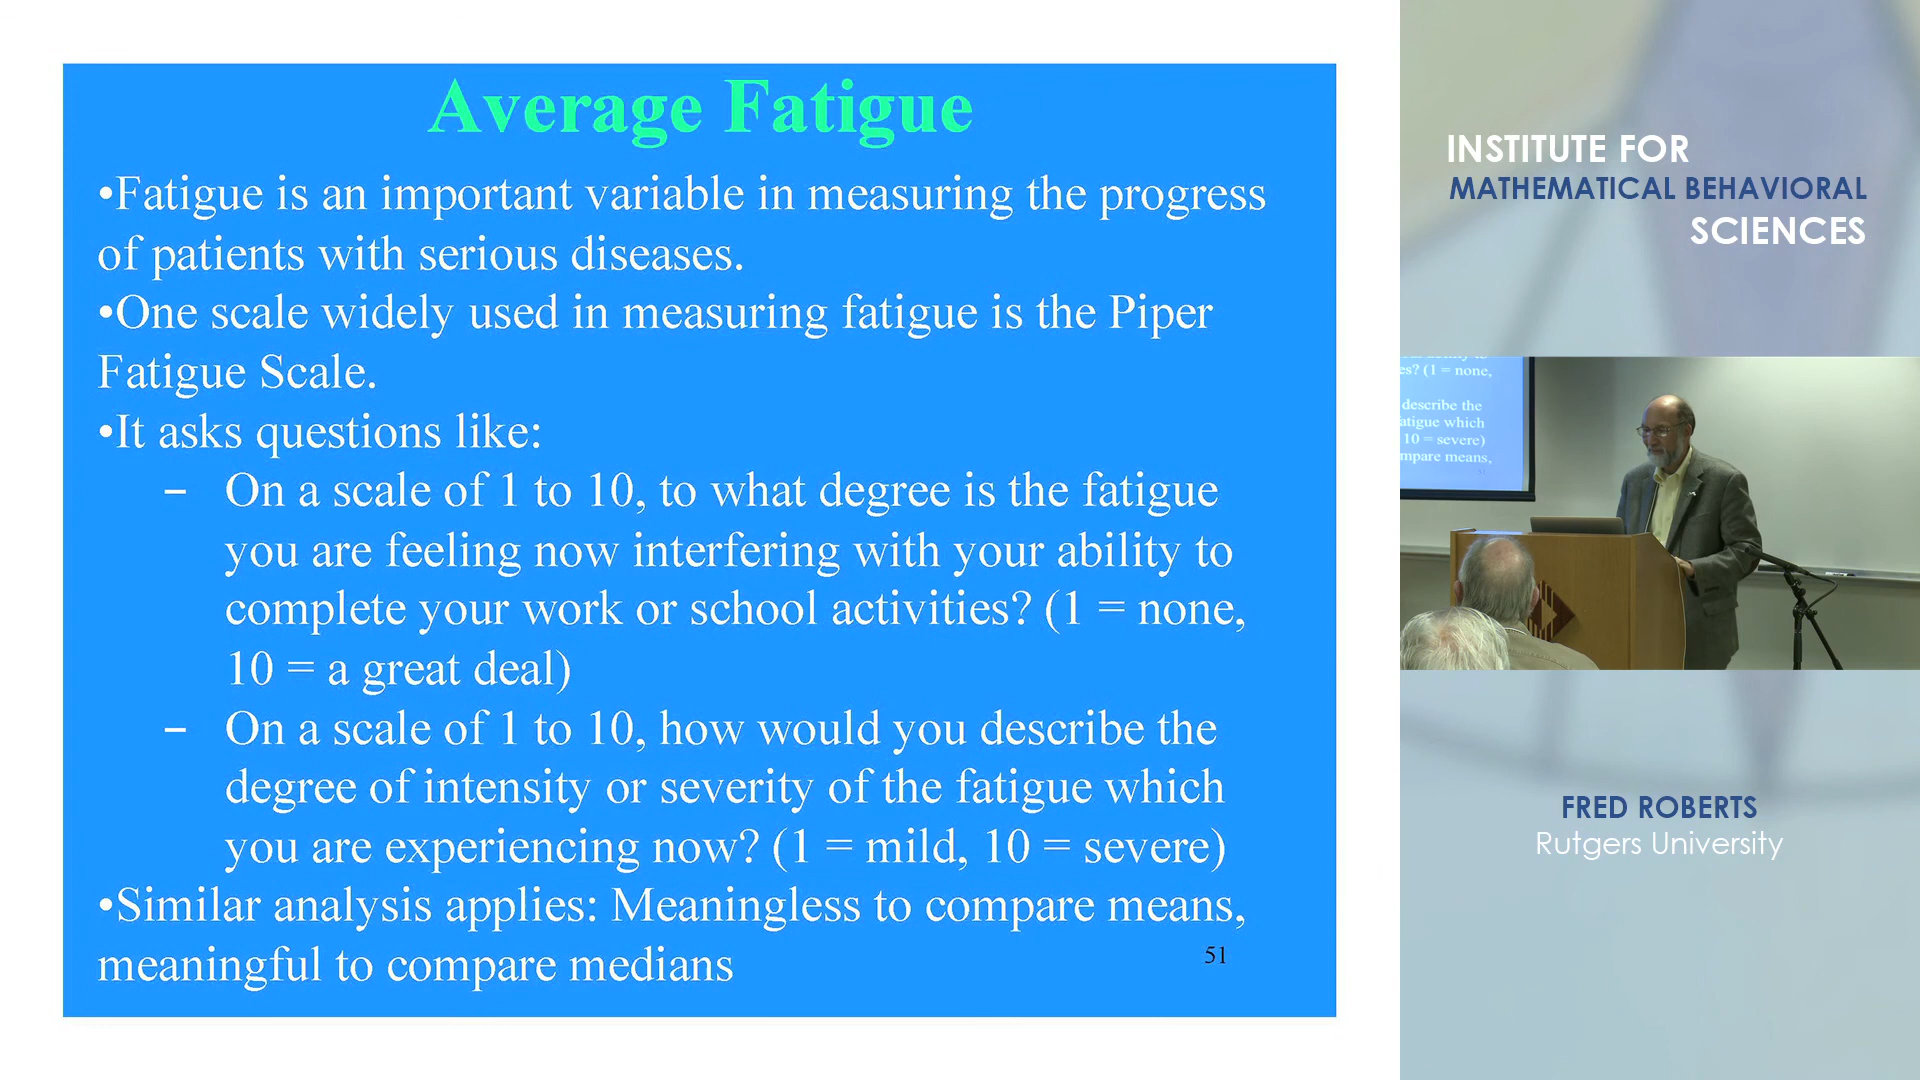 Average Fatigue
•Fatigue is an important variable in measuring the progress
of patients with serious diseases.
•One scale widely used in measuring fatigue is the Piper
Fatigue Scale.
•It asks questions like:
– On a scale of 1 to 10, to what degree is the fatigue
you are feeling now interfering with your ability to
complete your work or school activities? (1 = none,
10 = a great deal)
– On a scale of 1 to 10, how would you describe the
degree of intensity or severity of the fatigue which
you are experiencing now? (1 = mild, 10 = severe)
•Similar analysis applies: Meaningless to compare means,
meaningful to compare medians
51
INSTITUTE FOR
MATHEMATICAL BEHAVIORAL
SCIENCES
es? (1 = none,
describe the
atigue which
10 = severe)
mpare means,
FRED ROBERTS
Rutgers University